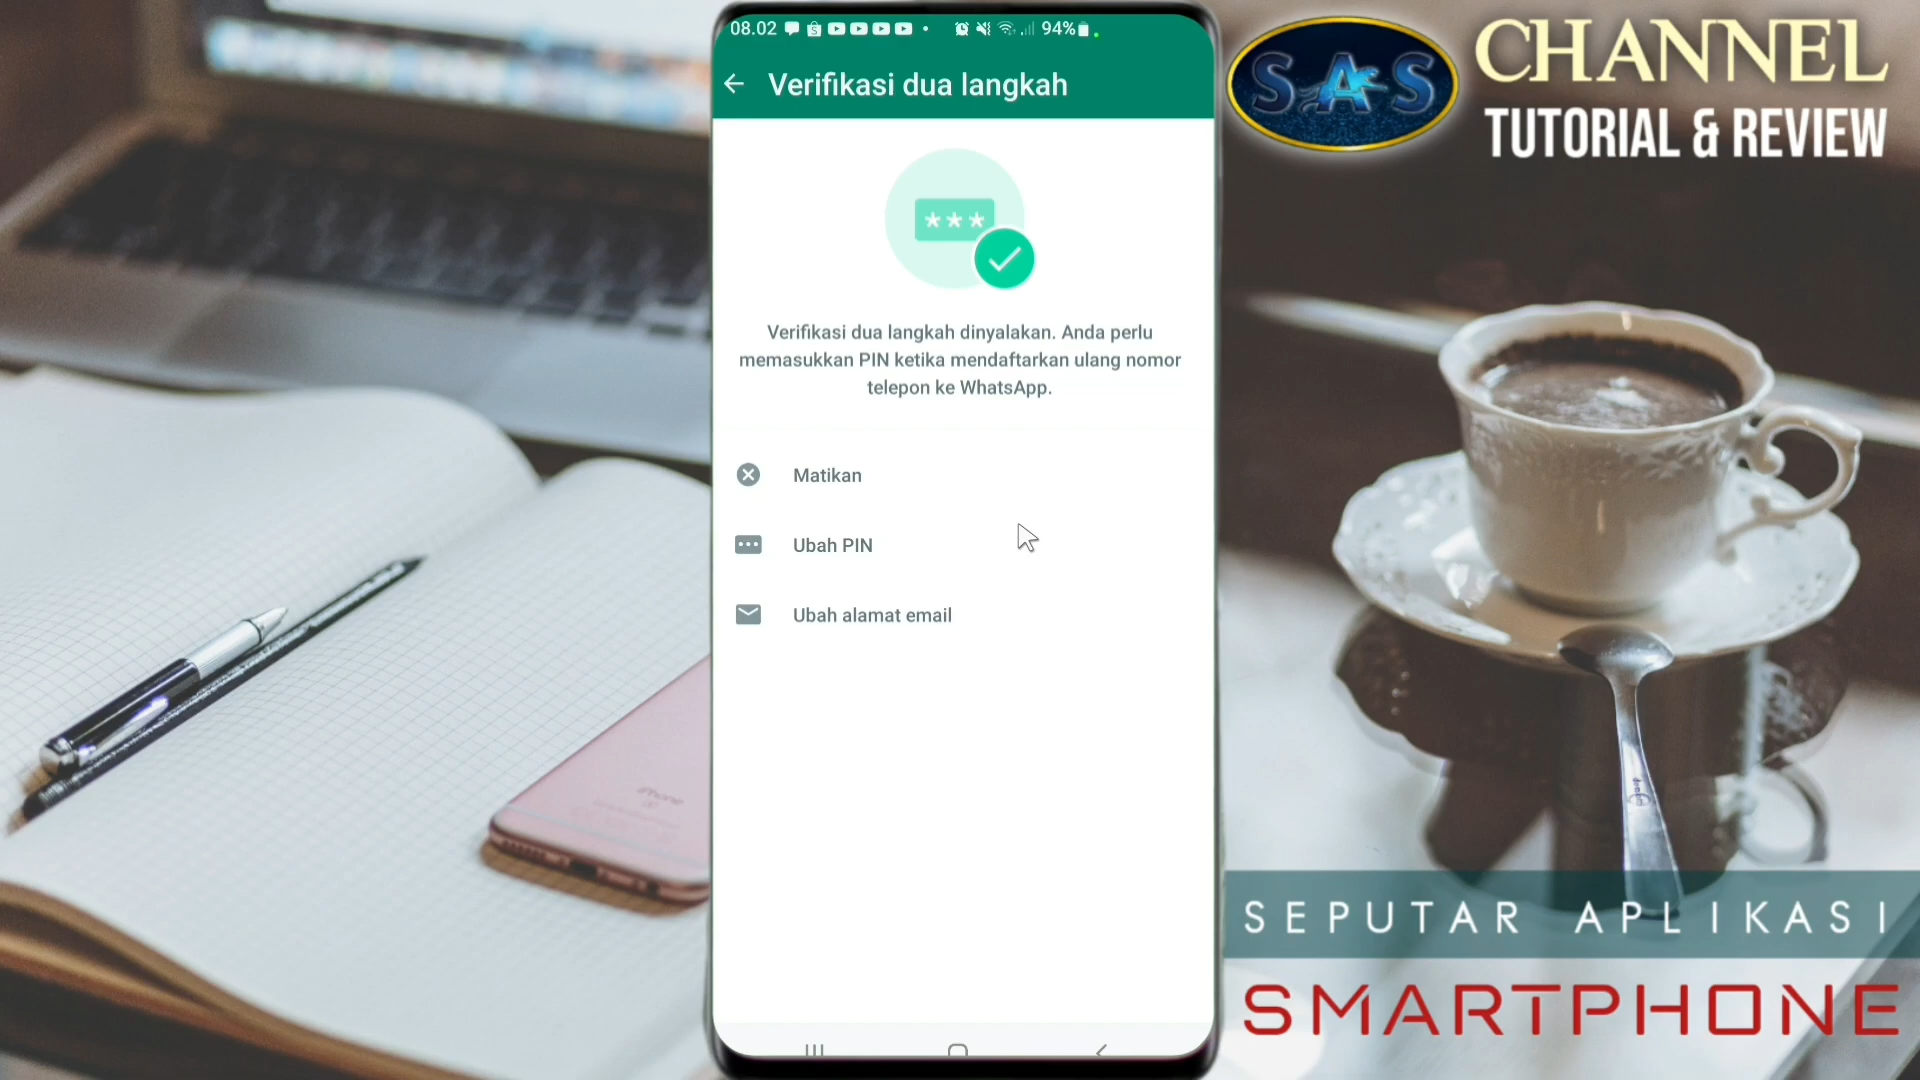 08.02
94%
Verifikasi dua langkah
***
Verifikasi dua langkah dinyalakan. Anda perlu
memasukkan PIN ketika mendaftarkan ulang nomor
telepon ke WhatsApp.
Matikan
Ubah PIN
Ubah alamat email
SAS
CHANNEL
TUTORIAL & REVIEW
iPhone
SEPUTAR APLIKASI
SMARTPHONE